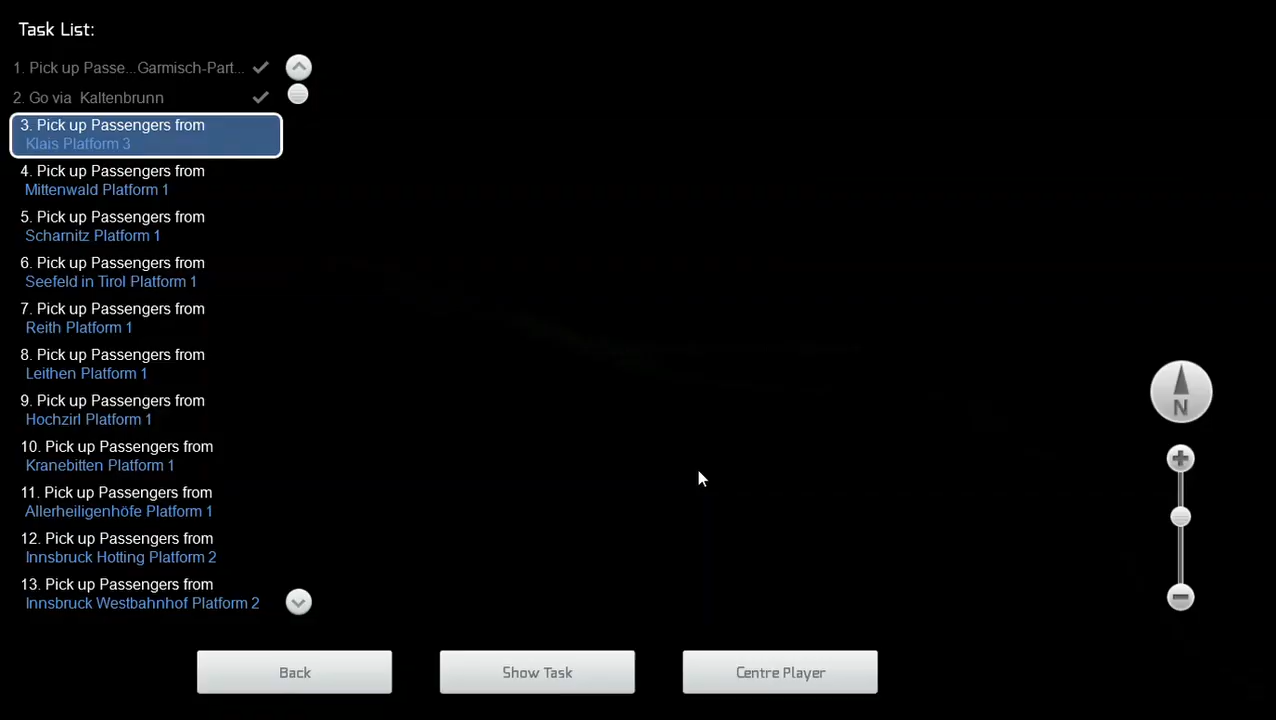 Task List:
1. Pick up Passe...Garmisch-Part...
2. Go via Kaltenbrunn
3. Pick up Passengers from
Klais Platform 3
4. Pick up Passengers from
Mittenwald Platform 1
5. Pick up Passengers from
Scharnitz Platform 1
6. Pick up Passengers from
Seefeld in Tirol Platform 1
7. Pick up Passengers from
Reith Platform 1
8. Pick up Passengers from
Leithen Platform 1
9. Pick up Passengers from
Hochzirl Platform 1
10. Pick up Passengers from
Kranebitten Platform 1
11. Pick up Passengers from
Allerheiligenhöfe Platform 1
12. Pick up Passengers from
Innsbruck Hotting Platform 2
13. Pick up Passengers from
Innsbruck Westbahnhof Platform 2
N
Back
Show Task
Centre Player